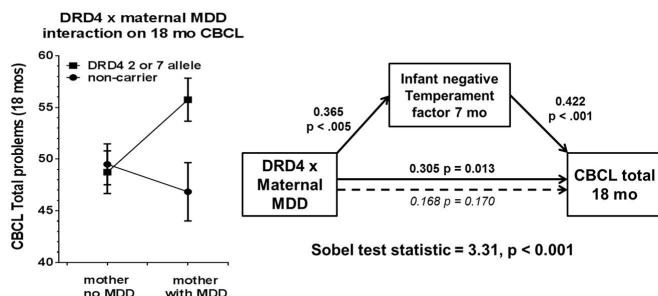 DRD4 x maternal MDD
interaction on 18 mo CBCL
CBCL Total problems (18 mos)
60
55
50
45
40
DRD4 2 or 7 allele
non-carrier
mother
no MDD
mother
with MDD
Infant negative
Temperament
factor 7 mo
0.365
p < .005
0.422
p < .001
DRD4 x
Maternal
MDD
0.305 p = 0.013
0.168 p = 0.170
CBCL total
18 mo
Sobel test statistic = 3.31, p < 0.001